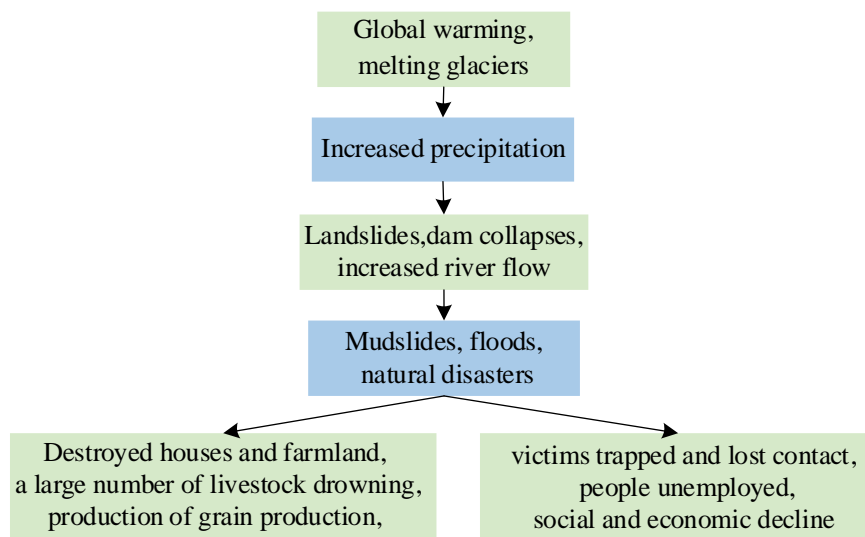 Global warming,
melting glaciers
Increased precipitation
Landslides,dam collapses,
increased river flow
Mudslides, floods,
natural disasters
Destroyed houses and farmland,
a large number of livestock drowning,
production of grain production,
victims trapped and lost contact,
people unemployed,
social and economic decline